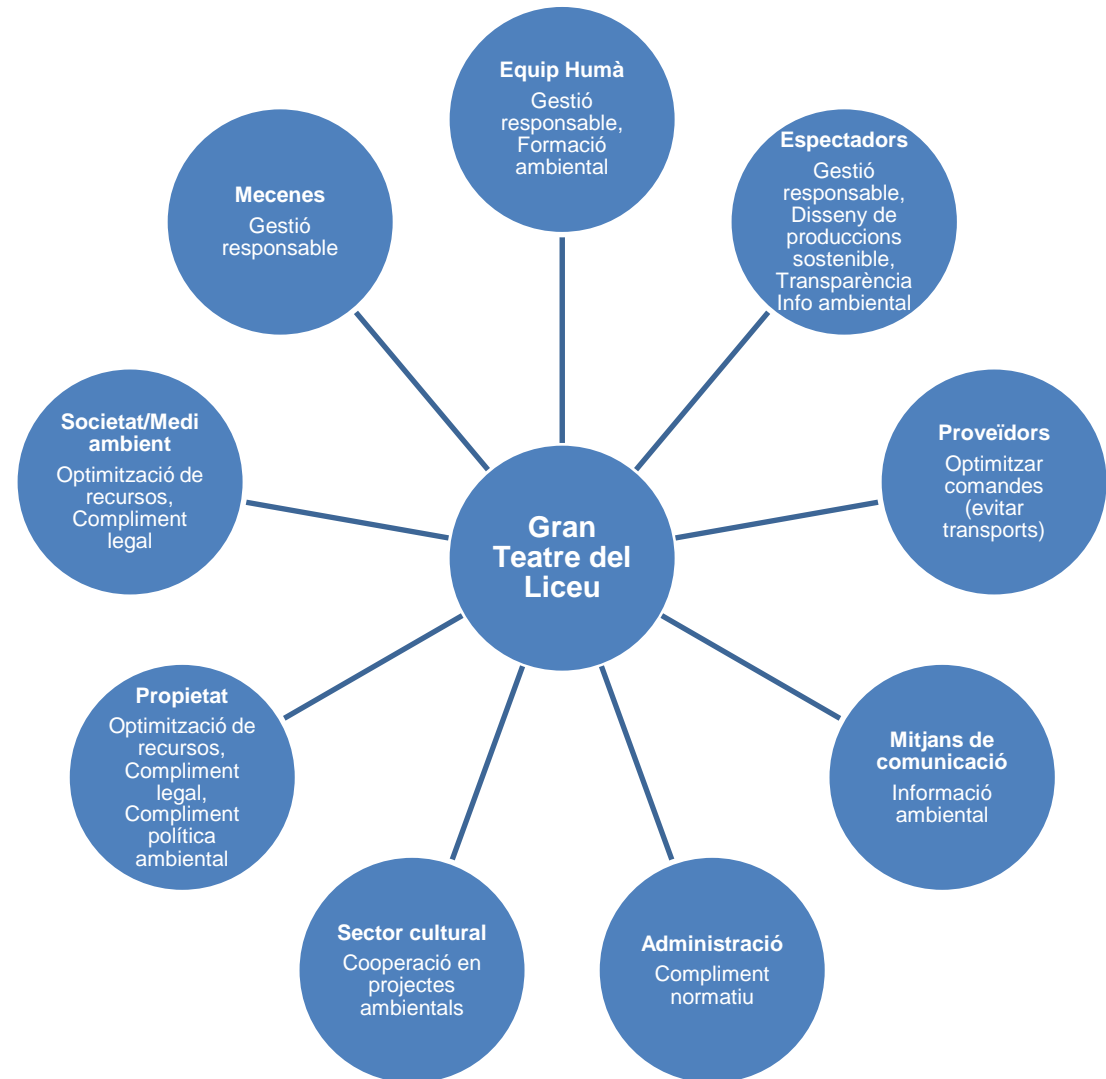 Equip Humà
Gestió
responsable,
Formació
ambiental
Espectadors
Gestió
responsable,
Disseny de
produccions
sostenible,
Transparència
Info ambiental
Proveïdors
Optimitzar
comandes
(evitar
transports)
Mitjans de
comunicació
Informació
ambiental
Administració
Compliment
normatiu
Sector cultural
Cooperació en
projectes
ambientals
Propietat
Optimització de
recursos,
Compliment
legal,
Compliment
política
ambiental
Societat/Medi
ambient
Optimització de
recursos,
Compliment
legal
Mecenes
Gestió
responsable
Gran
Teatre del
Liceu